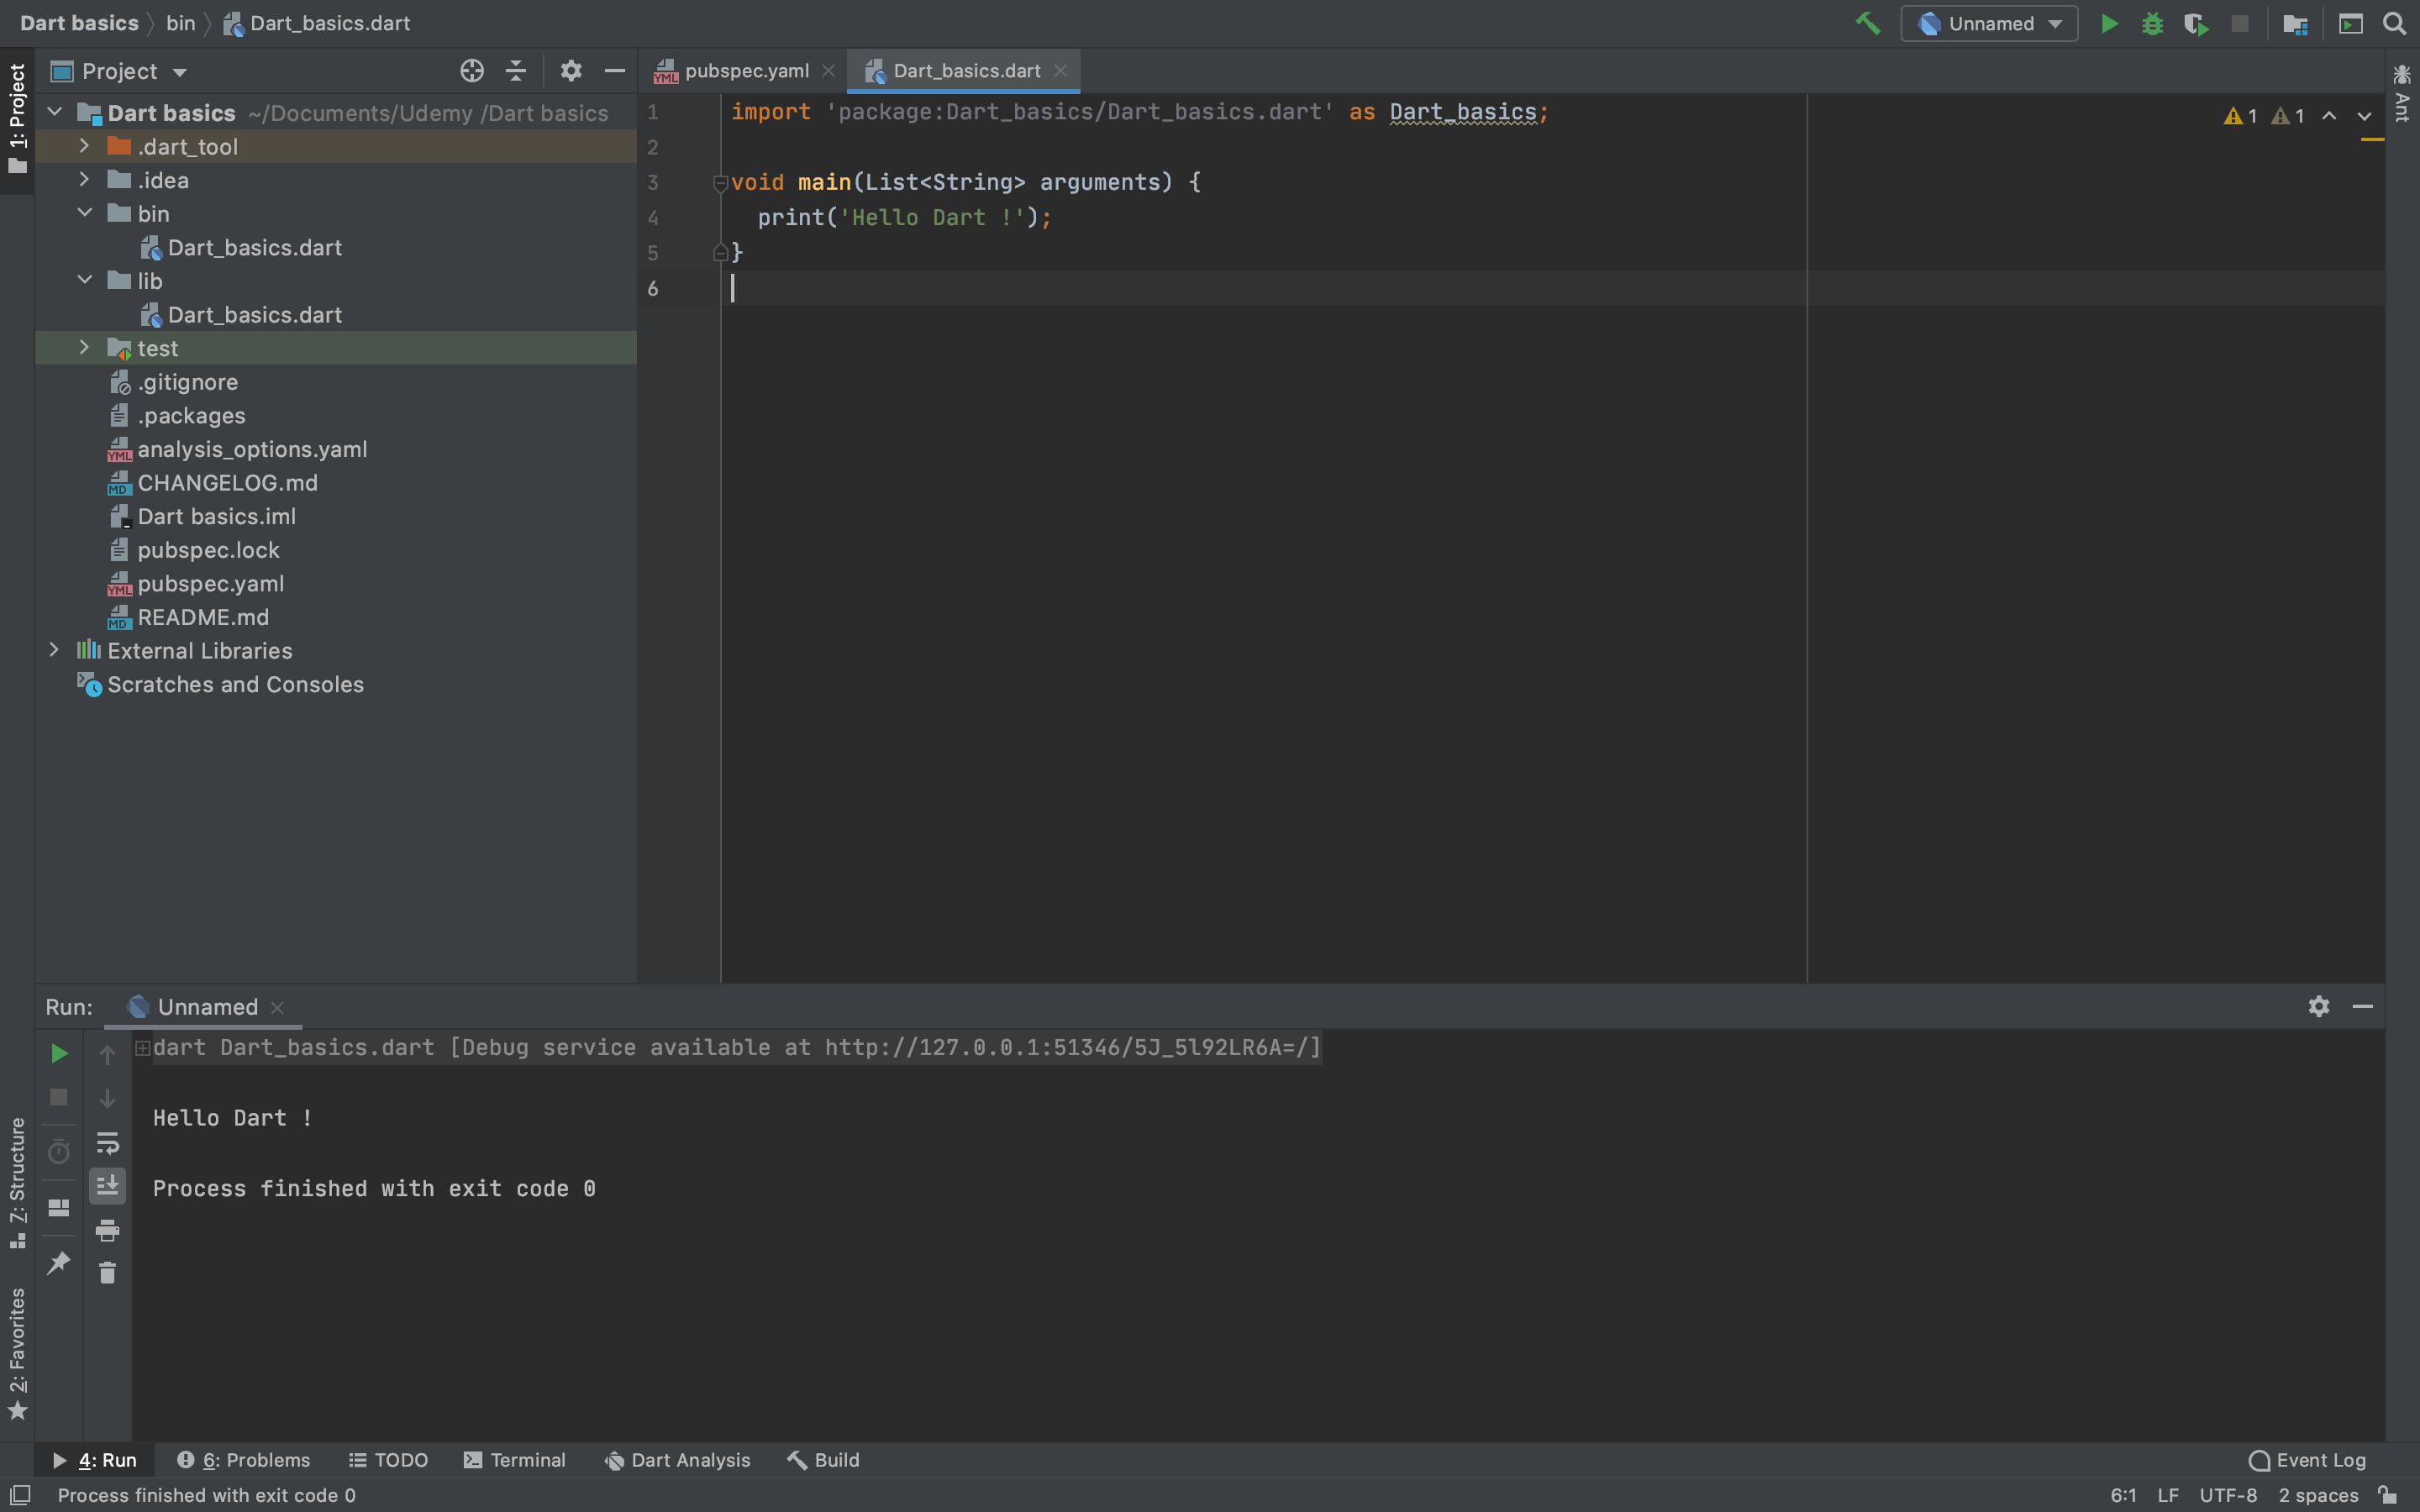 Dart basics bin Dart_basics.dart
Unnamed
1: Project
Project
pubspec.yaml
Dart_basics.dart
Ant
Dart basics ~/Documents/Udemy /Dart basics
.dart_tool
.idea
bin
Dart_basics.dart
lib
Dart_basics.dart
test
.gitignore
.packages
YML analysis_options.yaml
MD CHANGELOG.md
Dart basics.iml
pubspec.lock
YML pubspec.yaml
MD README.md
External Libraries
Scratches and Consoles
1 import 'package:Dart_basics/Dart_basics.dart' as Dart_basics;
2
3 void main(List<String> arguments) {
4 print('Hello Dart !');
5 }
6
1 1
Run: Unnamed
dart Dart_basics.dart [Debug service available at http://127.0.0.1:51346/5J_5l92LR6A=/]
Hello Dart !
Process finished with exit code 0
7: Structure
2: Favorites
4: Run
6: Problems
TODO
Terminal
Dart Analysis
Build
Event Log
Process finished with exit code 0
6:1 LF UTF-8 2 spaces